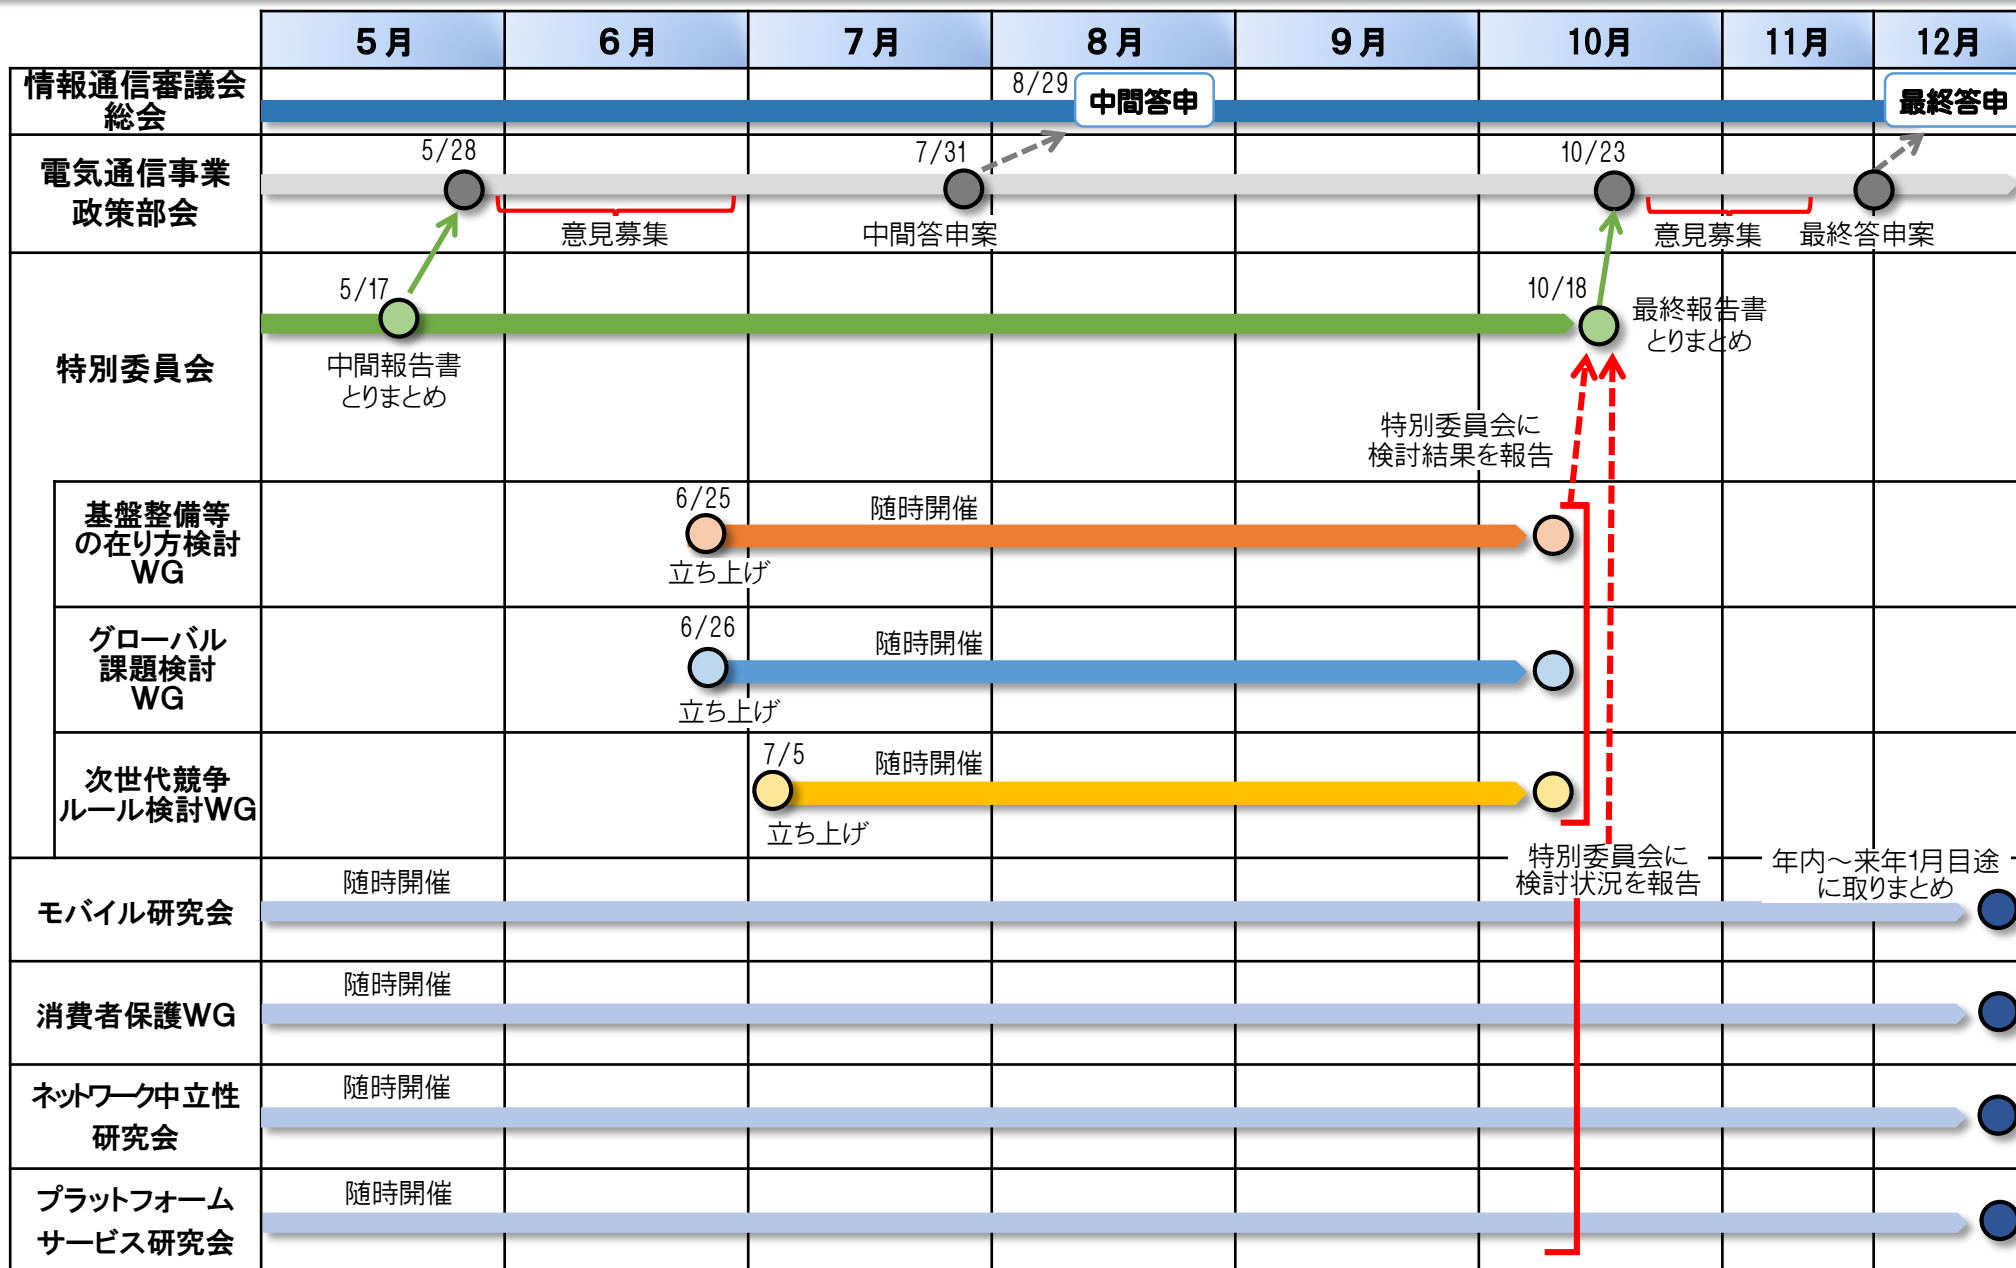 5月 6月 7月 8月 9月 10月 11月 12月
情報通信審議会
総会
8/29
中間答申
最終答申
電気通信事業
政策部会
5/28
7/31
10/23
意見募集
中間答申案
意見募集
最終答申案
特別委員会
5/17
中間報告書
とりまとめ
10/18
最終報告書
とりまとめ
特別委員会に
検討結果を報告
基盤整備等
の在り方検討
WG
6/25
立ち上げ
随時開催
グローバル
課題検討
WG
6/26
立ち上げ
随時開催
次世代競争
ルール検討WG
7/5
立ち上げ
随時開催
特別委員会に
検討状況を報告
年内～来年1月目途
に取りまとめ
モバイル研究会
随時開催
消費者保護WG
随時開催
ネットワーク中立性
研究会
随時開催
プラットフォーム
サービス研究会
随時開催